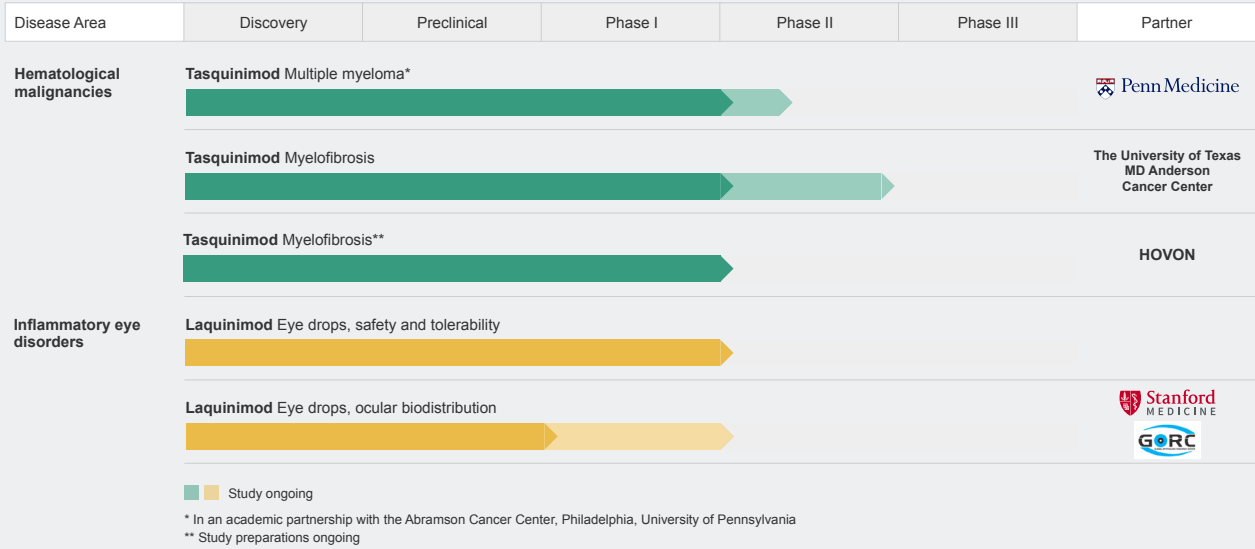 Disease Area Discovery Preclinical Phase I Phase II Phase III Partner
Hematological
malignancies
Tasquinimod Multiple myeloma*
Penn Medicine
Tasquinimod Myelofibrosis
The University of Texas
MD Anderson
Cancer Center
Tasquinimod Myelofibrosis**
HOVON
Inflammatory eye
disorders
Laquinimod Eye drops, safety and tolerability
Laquinimod Eye drops, ocular biodistribution
Stanford
MEDICINE
GORC
Study ongoing
* In an academic partnership with the Abramson Cancer Center, Philadelphia, University of Pennsylvania
** Study preparations ongoing